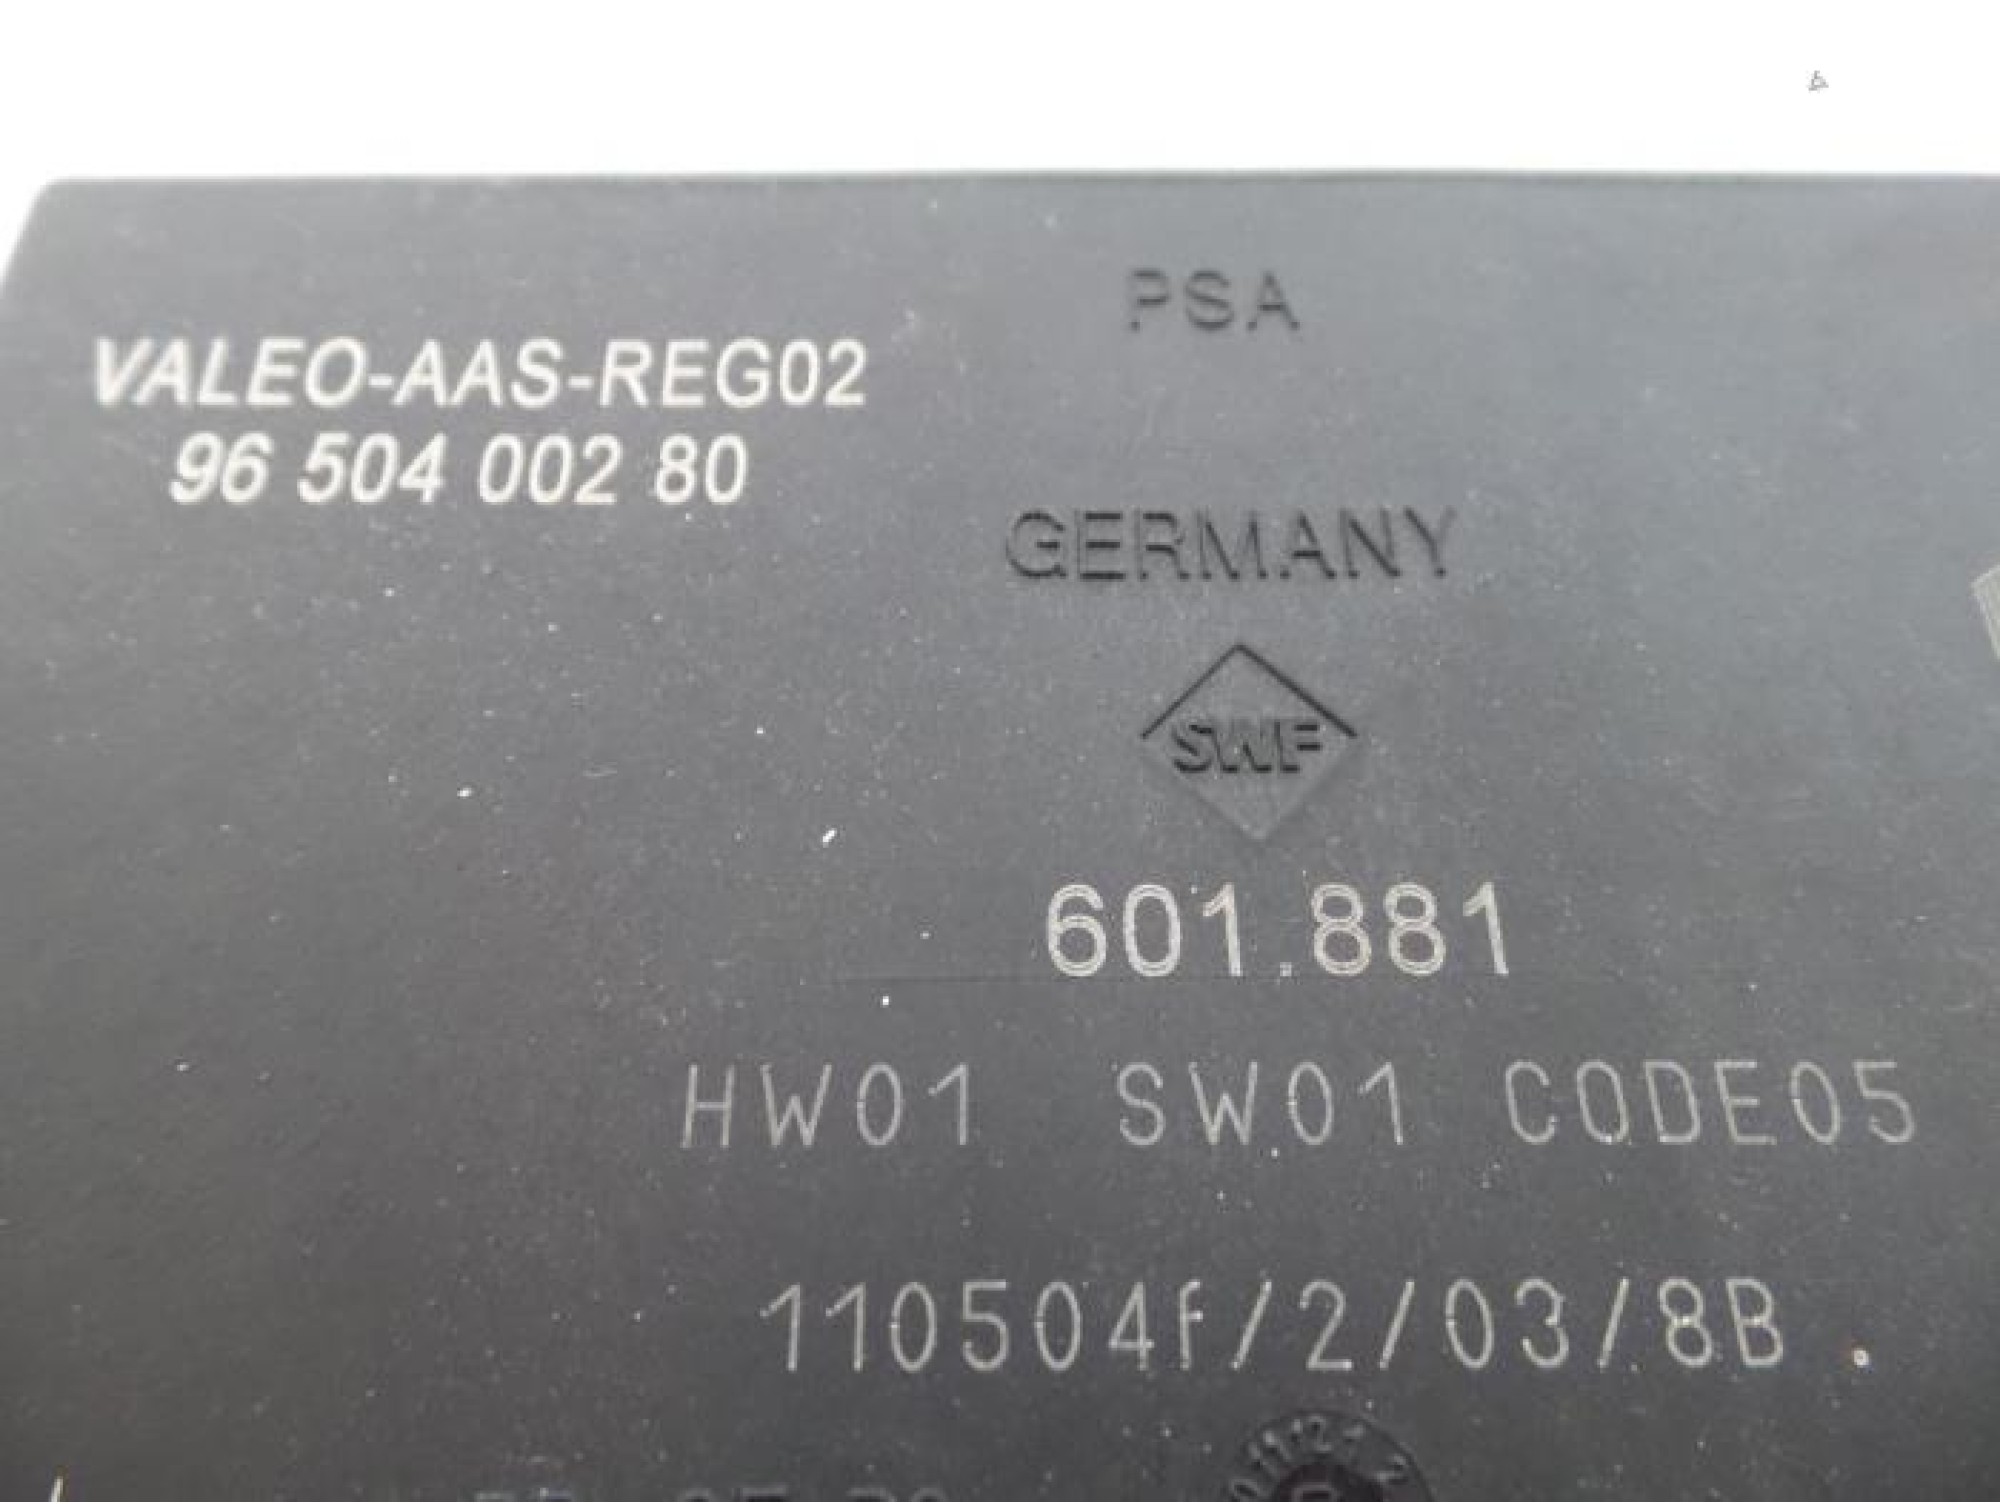 PSA
VALEO-AAS-REG02
96 504 002 80
GERMANY
SWF
601.881
HW01 SW01 CODE05
110504f/2/03/8B